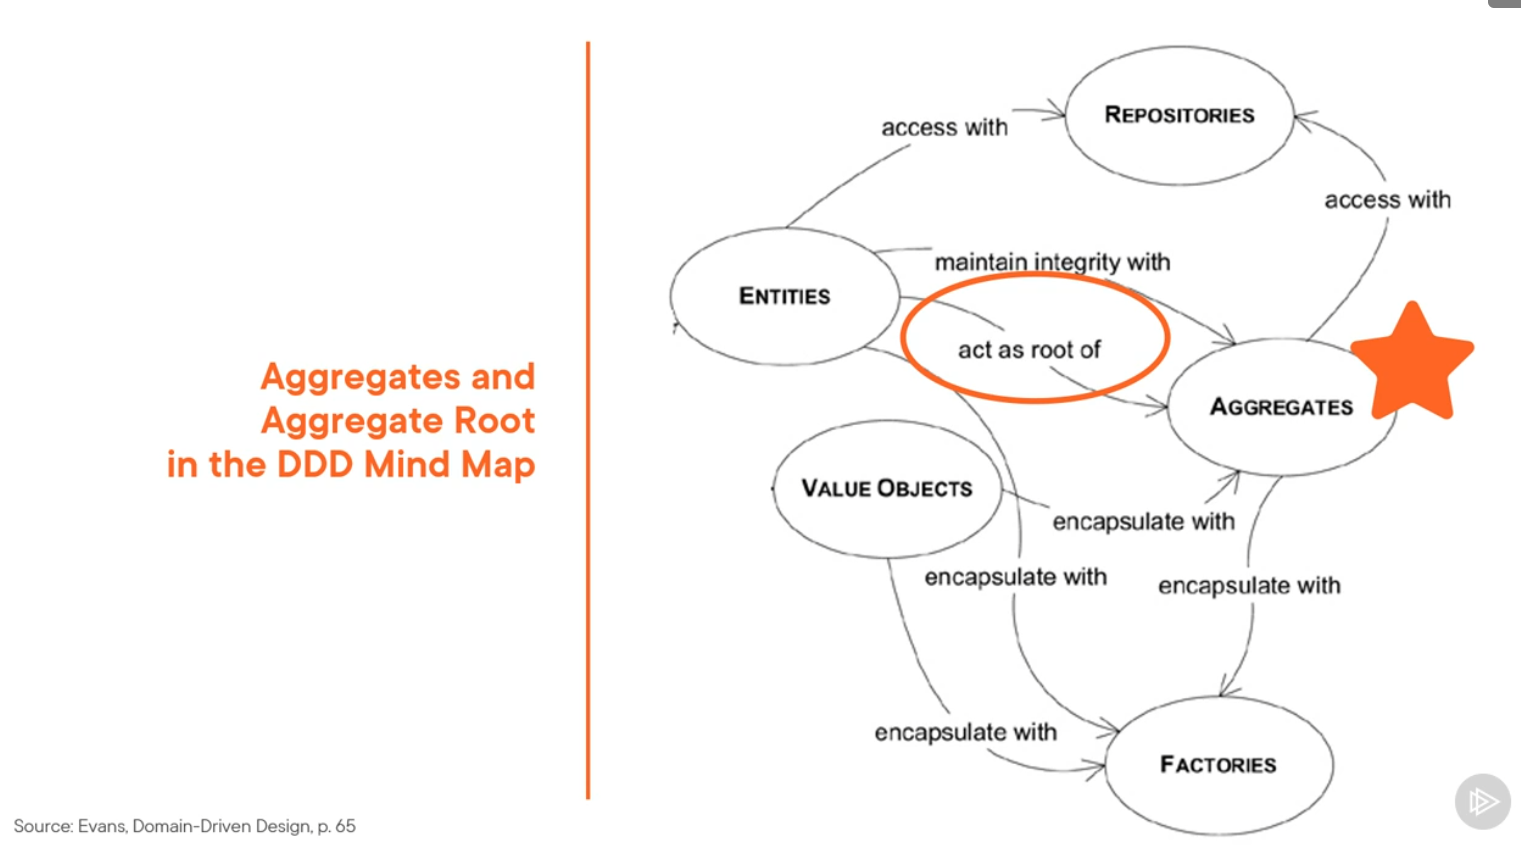 Aggregates and
Aggregate Root
in the DDD Mind Map
Source: Evans, Domain-Driven Design, p. 65
REPOSITORIES
access with
access with
maintain integrity with
ENTITIES
act as root of
AGGREGATES
VALUE OBJECTS
encapsulate with
encapsulate with
encapsulate with
encapsulate with
FACTORIES